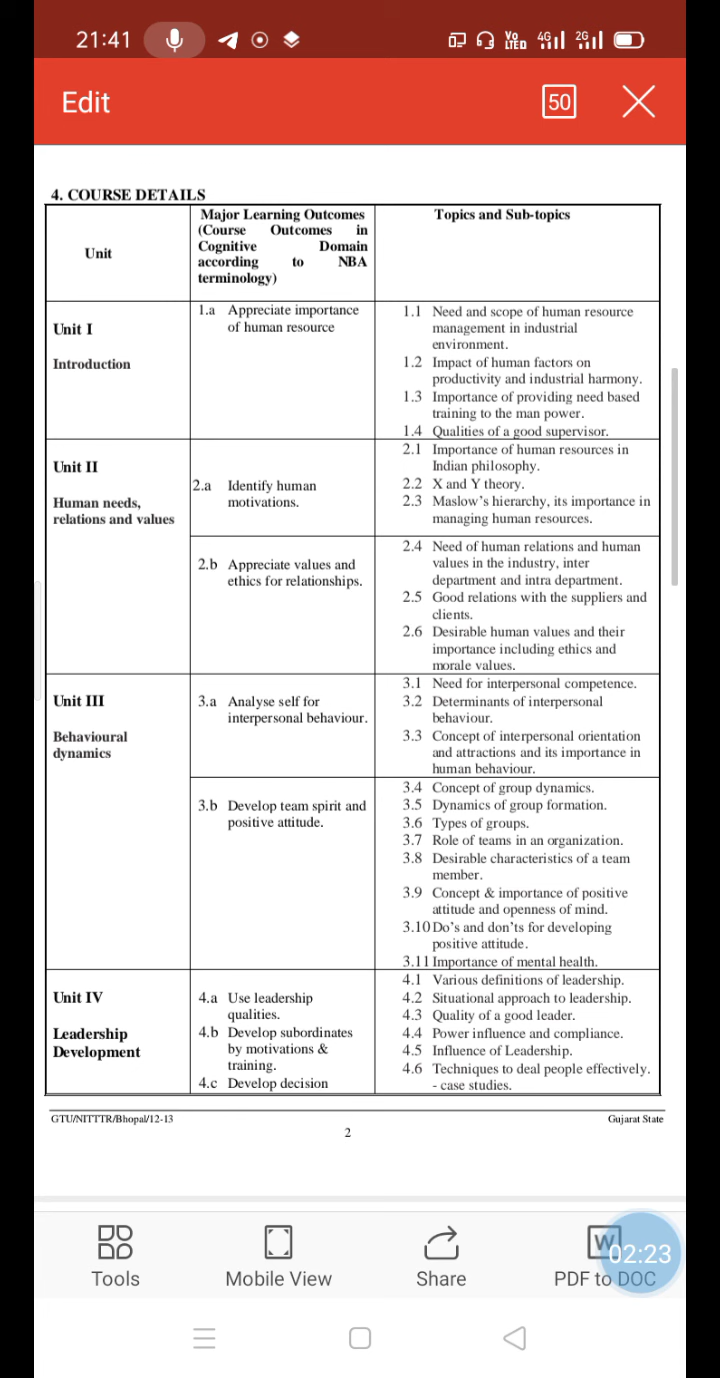 21:41
Vo
LTED
4G
2G
Edit
50
4. COURSE DETAILS
Unit
Major Learning Outcomes
(Course Outcomes in
Cognitive Domain
according to NBA
terminology)
Topics and Sub-topics
Unit I
Introduction
1.a Appreciate importance
of human resource
1.1 Need and scope of human resource
management in industrial
environment.
1.2 Impact of human factors on
productivity and industrial harmony.
1.3 Importance of providing need based
training to the man power.
1.4 Qualities of a good supervisor.
Unit II
Human needs,
relations and values
2.a Identify human
motivations.
2.1 Importance of human resources in
Indian philosophy.
2.2 X and Y theory.
2.3 Maslow's hierarchy, its importance in
managing human resources.
2.b Appreciate values and
ethics for relationships.
2.4 Need of human relations and human
values in the industry, inter
department and intra department.
2.5 Good relations with the suppliers and
clients.
2.6 Desirable human values and their
importance including ethics and
morale values.
Unit III
Behavioural
dynamics
3.a Analyse self for
interpersonal behaviour.
3.1 Need for interpersonal competence.
3.2 Determinants of interpersonal
behaviour.
3.3 Concept of interpersonal orientation
and attractions and its importance in
human behaviour.
3.b Develop team spirit and
positive attitude.
3.4 Concept of group dynamics.
3.5 Dynamics of group formation.
3.6 Types of groups.
3.7 Role of teams in an organization.
3.8 Desirable characteristics of a team
member.
3.9 Concept & importance of positive
attitude and openness of mind.
3.10 Do's and don'ts for developing
positive attitude.
3.11 Importance of mental health.
Unit IV
Leadership
Development
4.a Use leadership
qualities.
4.b Develop subordinates
by motivations &
training.
4.c Develop decision
4.1 Various definitions of leadership.
4.2 Situational approach to leadership.
4.3 Quality of a good leader.
4.4 Power influence and compliance.
4.5 Influence of Leadership.
4.6 Techniques to deal people effectively.
- case studies.
GTU/NITTTR/Bhopal/12-13
Gujarat State
2
W
02:23
Tools
Mobile View
Share
PDF to DOC